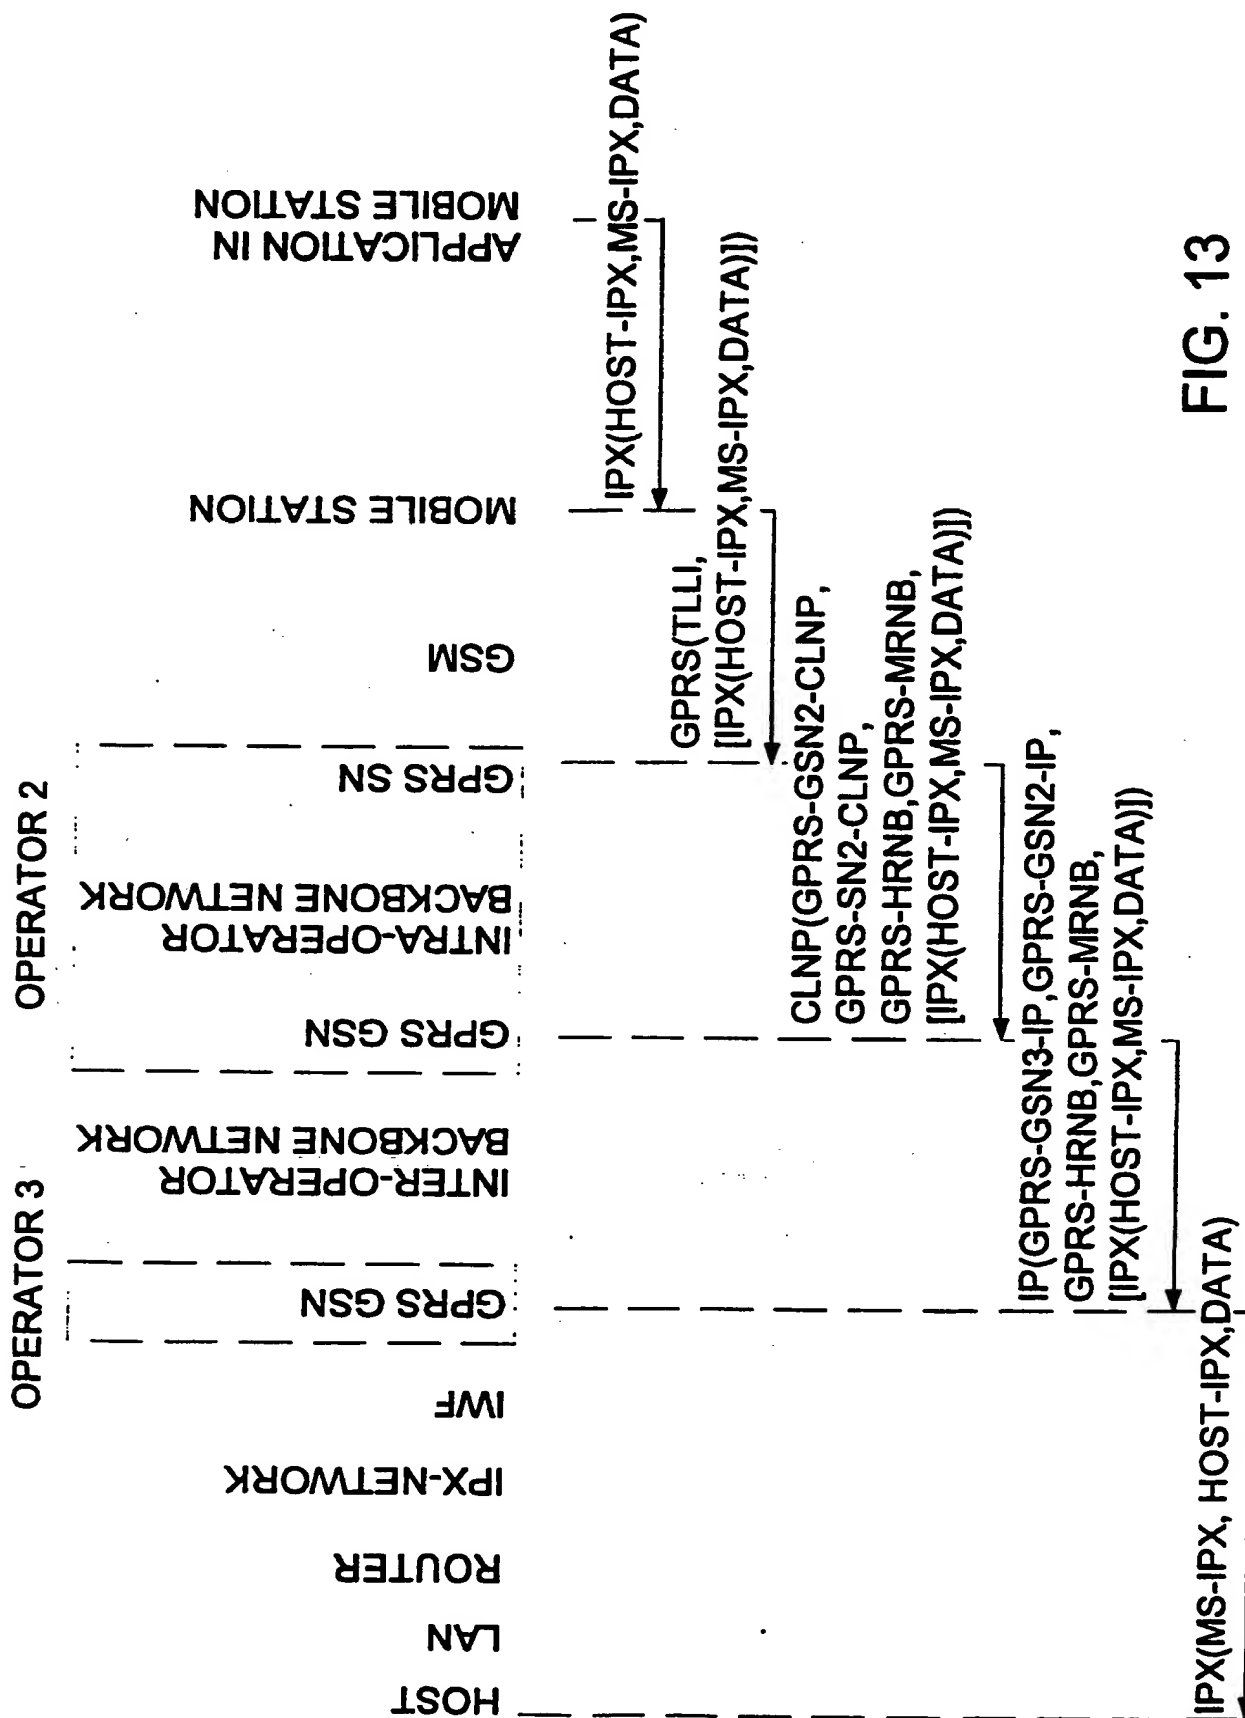 OPERATOR 3
OPERATOR 2
HOST
LAN
ROUTER
IPX-NETWORK
IWF
GPRS GSN
INTER-OPERATOR
BACKBONE NETWORK
GPRS GSN
INTRA-OPERATOR
BACKBONE NETWORK
GPRS SN
GSM
MOBILE STATION
APPLICATION IN
MOBILE STATION
IPX(HOST-IPX,MS-IPX,DATA)
GPRS(TLLI,
[IPX(HOST-IPX,MS-IPX,DATA)])
CLNP(GPRS-GSN2-CLNP,
GPRS-SN2-CLNP,
GPRS-HRNB,GPRS-MRNB,
[IPX(HOST-IPX,MS-IPX,DATA)])
IP(GPRS-GSN3-IP,GPRS-GSN2-IP,
GPRS-HRNB,GPRS-MRNB,
[IPX(HOST-IPX,MS-IPX,DATA)])
IPX(MS-IPX, HOST-IPX,DATA)
FIG. 13